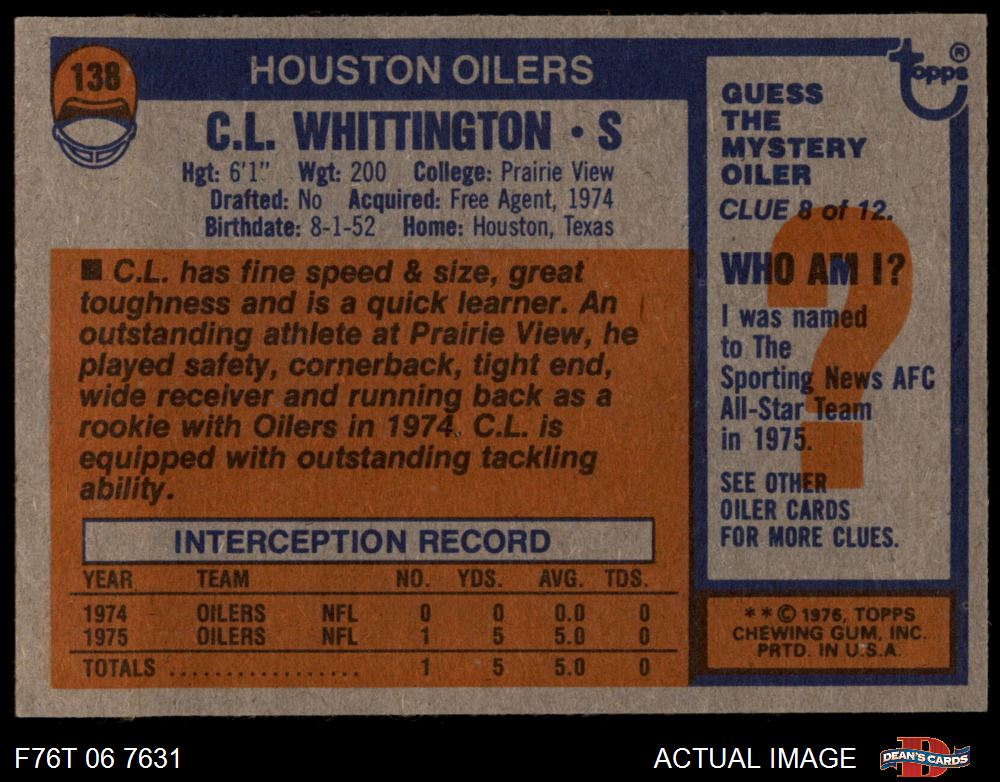 138
HOUSTON OILERS
C.L. WHITTINGTON • S
Hgt: 6'1" Wgt: 200 College: Prairie View
Drafted: No Acquired: Free Agent, 1974
Birthdate: 8-1-52 Home: Houston, Texas
■ C.L. has fine speed & size, great
toughness and is a quick learner. An
outstanding athlete at Prairie View, he
played safety, cornerback, tight end,
wide receiver and running back as a
rookie with Oilers in 1974. C.L. is
equipped with outstanding tackling
ability.
INTERCEPTION RECORD
YEAR TEAM NO. YDS. AVG. TDS.
1974 OILERS NFL 0 0 0.0 0
1975 OILERS NFL 1 5 5.0 0
TOTALS ................. 1 5 5.0 0
topps®
GUESS
THE
MYSTERY
OILER
CLUE 8 of 12.
?
WHO AM I?
I was named
to The
Sporting News AFC
All-Star Team
in 1975.
SEE OTHER
OILER CARDS
FOR MORE CLUES.
**© 1976, TOPPS
CHEWING GUM, INC.
PRTD. IN U.S.A.
F76T 06 7631
ACTUAL IMAGE
D
DEAN'S CARDS